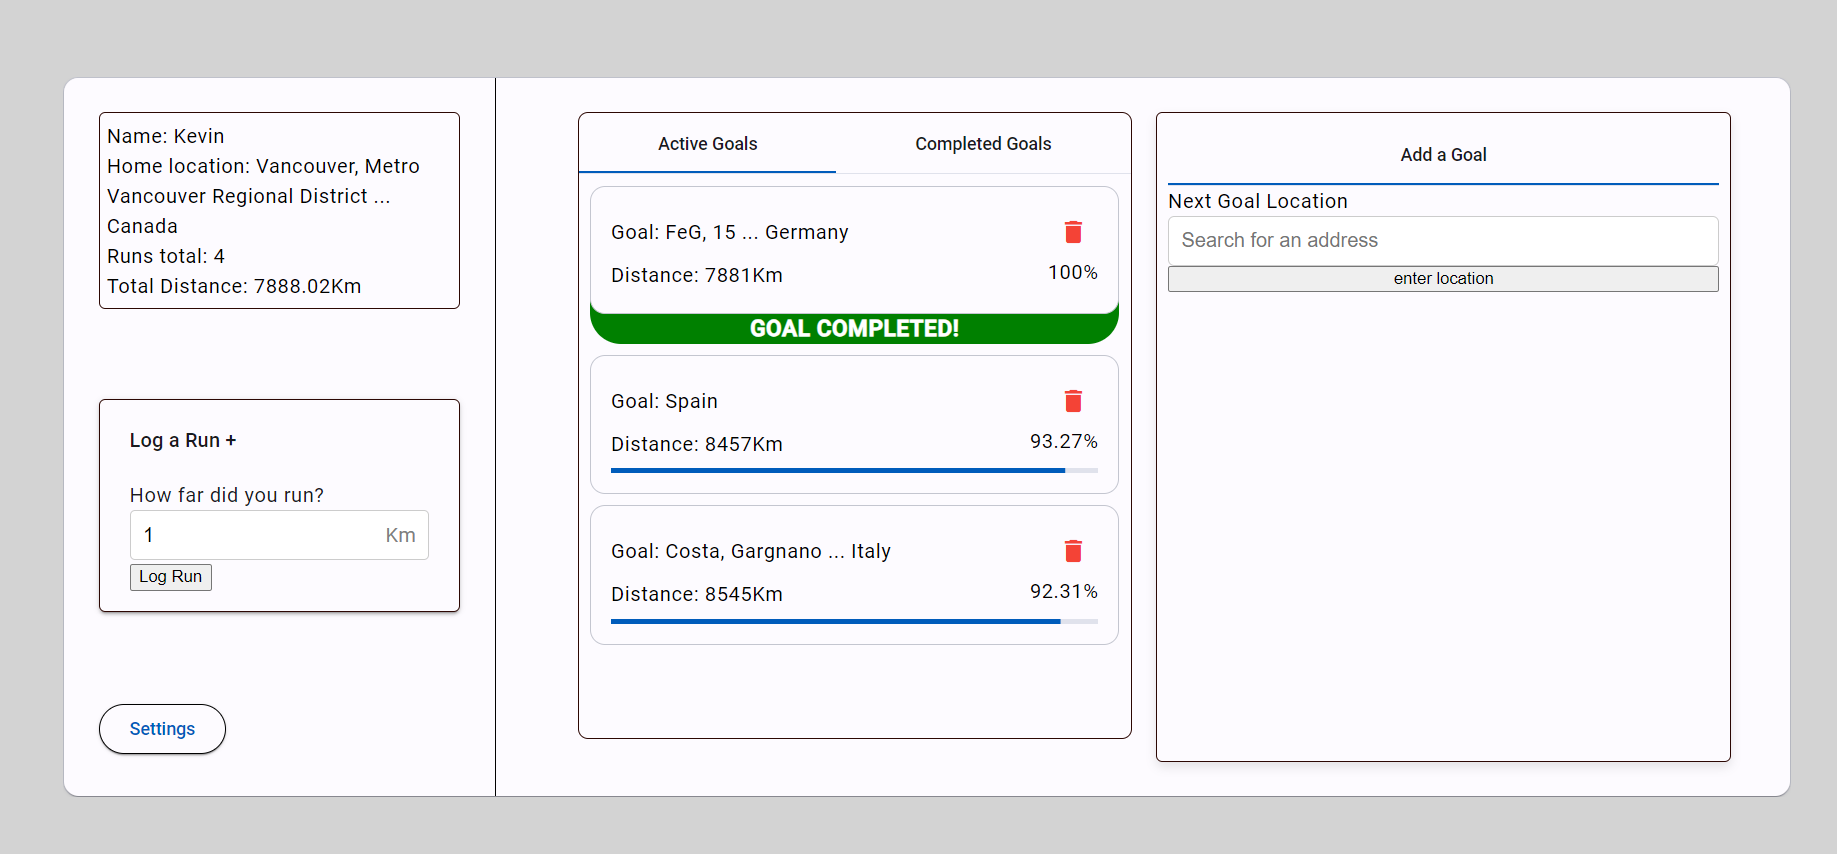 Name: Kevin
Home location: Vancouver, Metro
Vancouver Regional District ...
Canada
Runs total: 4
Total Distance: 7888.02Km
Log a Run +
How far did you run?
1 Km
Log Run
Settings
Active Goals Completed Goals
Goal: FeG, 15 ... Germany
Distance: 7881Km 100%
GOAL COMPLETED!
Goal: Spain
Distance: 8457Km 93.27%
Goal: Costa, Gargnano ... Italy
Distance: 8545Km 92.31%
Add a Goal
Next Goal Location
Search for an address
enter location